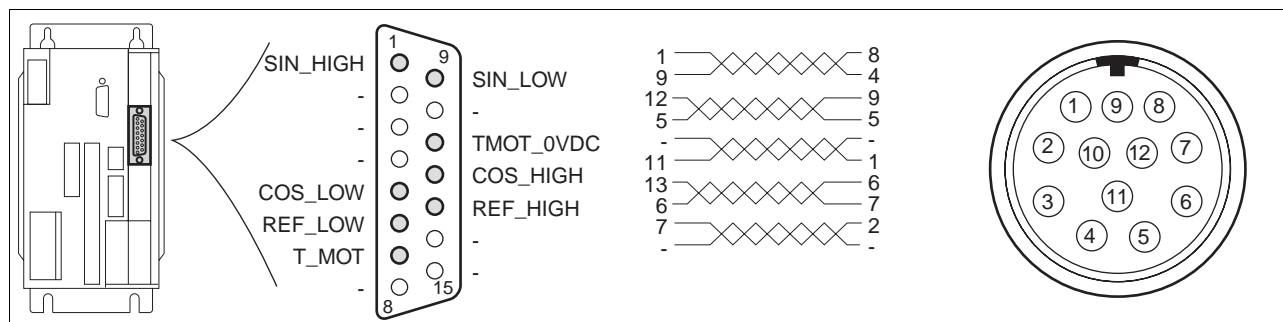 1
9
SIN_HIGH
SIN_LOW
-
-
-
TMOT_0VDC
-
COS_HIGH
COS_LOW
REF_HIGH
REF_LOW
-
T_MOT
-
-
8
15
1 8
9 4
12 9
5 5
- -
11 1
13 6
6 7
7 2
- -
1 9 8
2 10 12 7
3 11 6
4 5